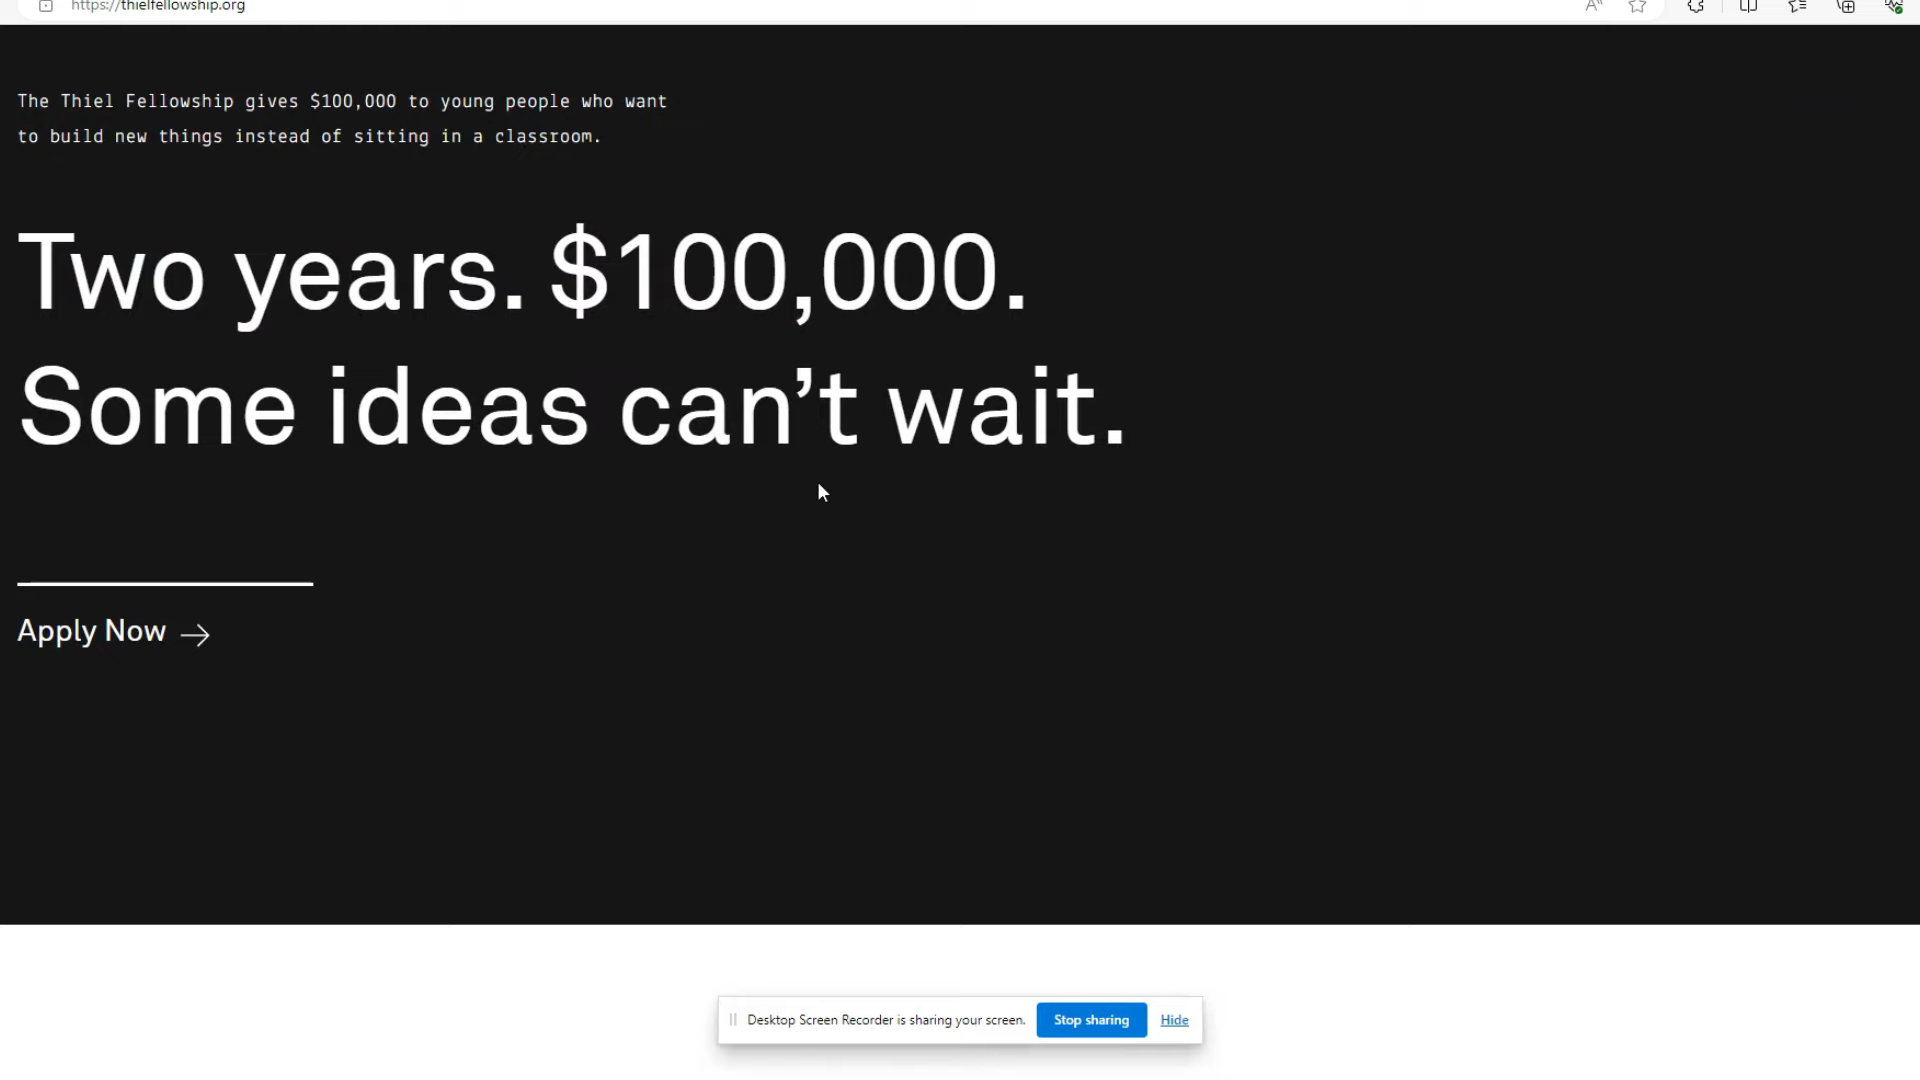 https://thielfellowship.org
The Thiel Fellowship gives $100,000 to young people who want
to build new things instead of sitting in a classroom.
Two years. $100,000.
Some ideas can’t wait.
Apply Now
Desktop Screen Recorder is sharing your screen. Stop sharing Hide